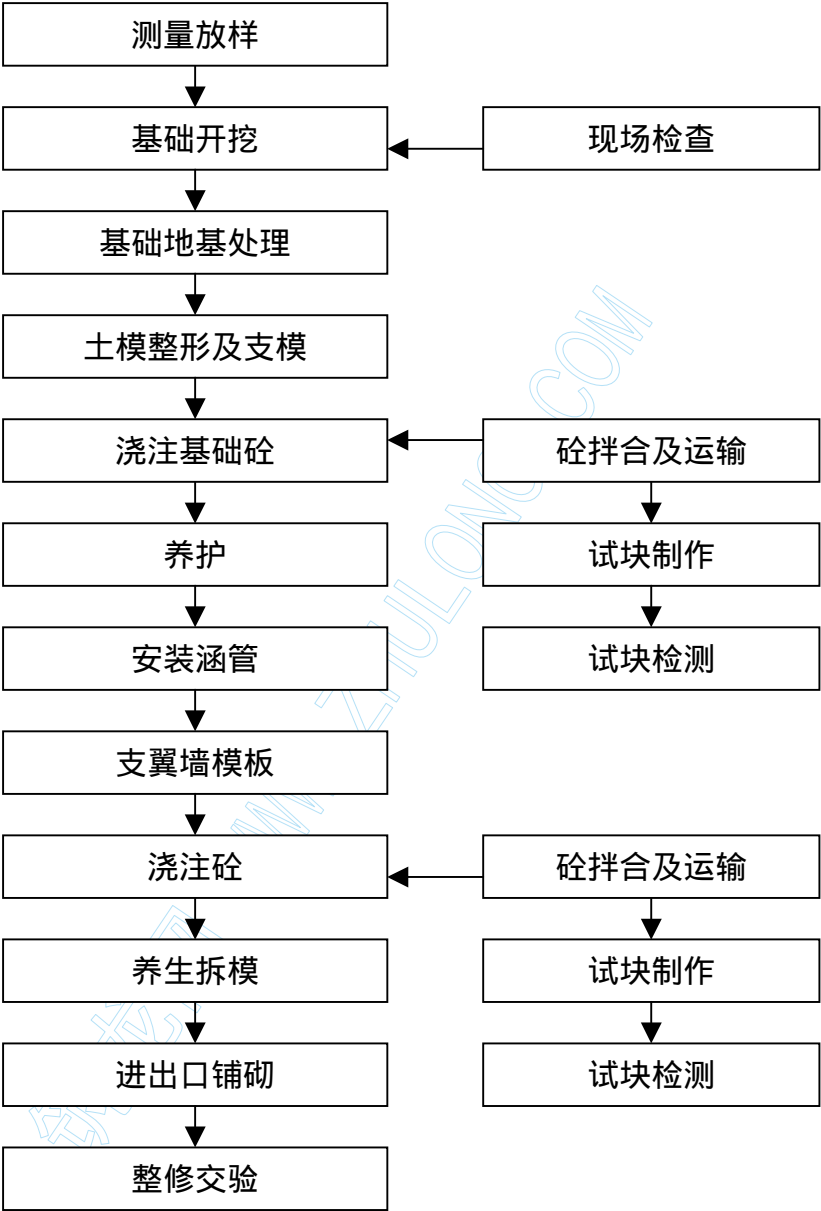 测量放样
基础开挖
现场检查
基础地基处理
土模整形及支模
浇注基础砼
砼拌合及运输
养护
试块制作
安装涵管
试块检测
支翼墙模板
浇注砼
砼拌合及运输
养生拆模
试块制作
进出口铺砌
试块检测
整修交验